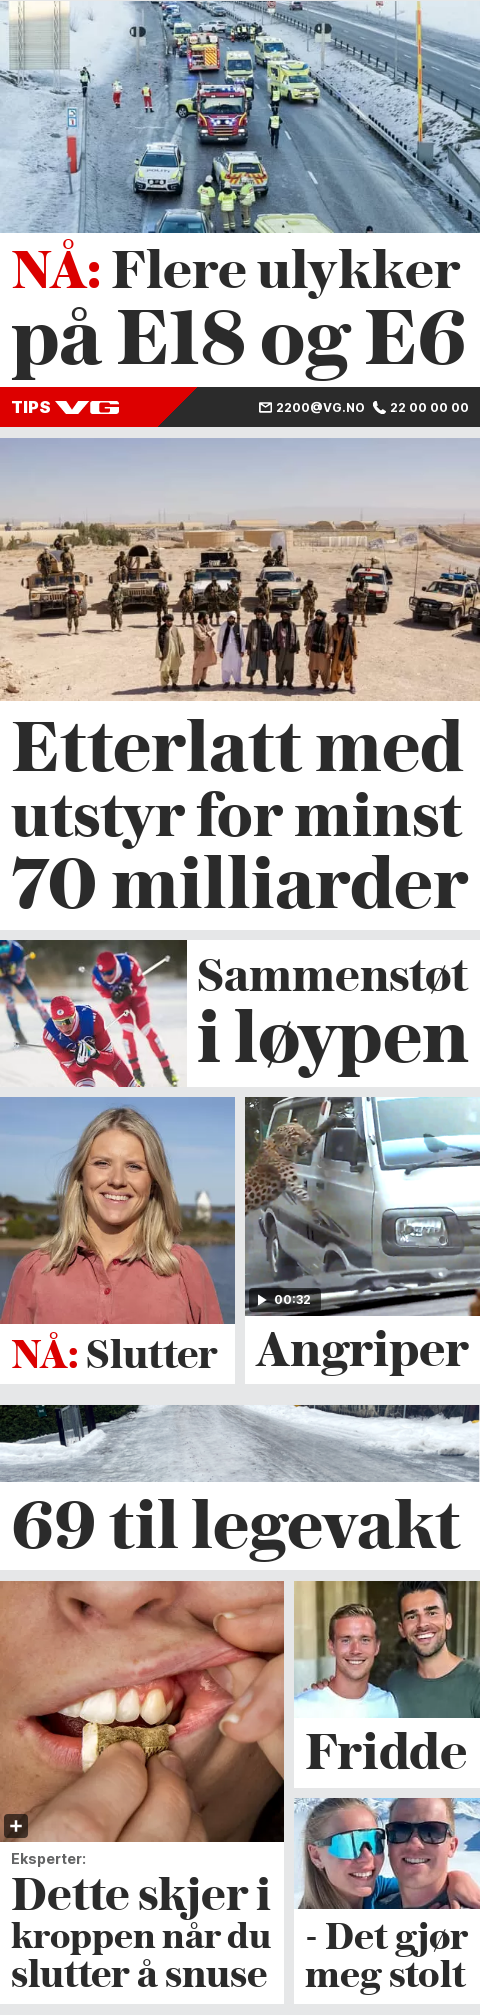 NÅ: Flere ulykker
på E18 og E6
TIPS VG 2200@VG.NO 22 00 00 00
Etterlatt med
utstyr for minst
70 milliarder
Sammenstøt
i løypen
NÅ: Slutter
00:32
Angriper
69 til legevakt
Fridde
Eksperter:
Dette skjer i
kroppen når du
slutter å snuse
- Det gjør
meg stolt